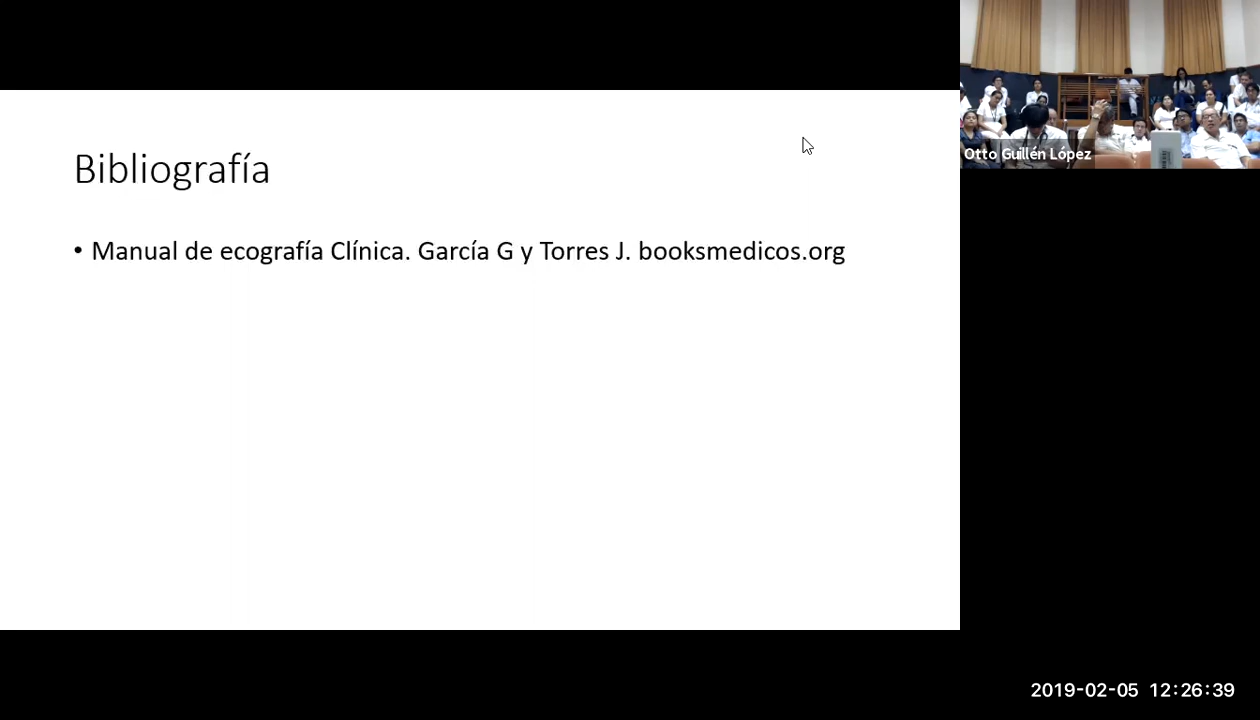 Bibliografía
• Manual de ecografía Clínica. García G y Torres J. booksmedicos.org
Otto Guillén López
2019-02-05 12:26:39